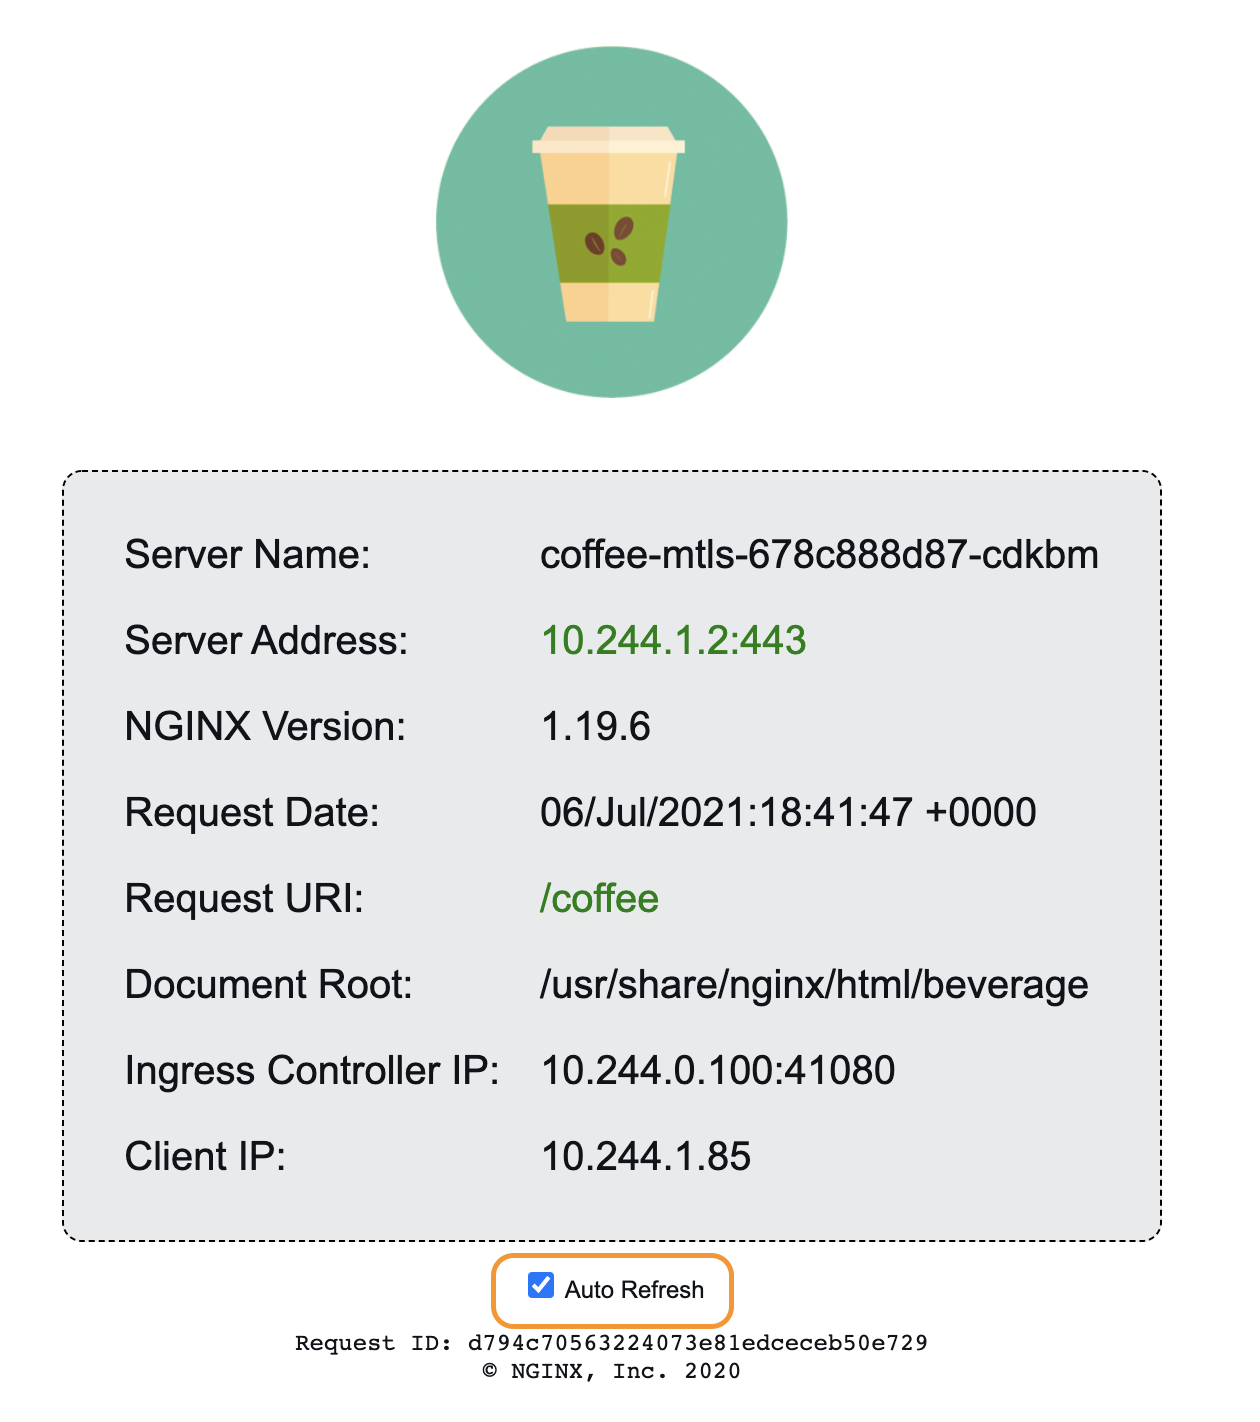 Server Name: coffee-mtls-678c888d87-cdkbm
Server Address: 10.244.1.2:443
NGINX Version: 1.19.6
Request Date: 06/Jul/2021:18:41:47 +0000
Request URI: /coffee
Document Root: /usr/share/nginx/html/beverage
Ingress Controller IP: 10.244.0.100:41080
Client IP: 10.244.1.85
Auto Refresh
Request ID: d794c70563224073e81edceceb50e729
© NGINX, Inc. 2020